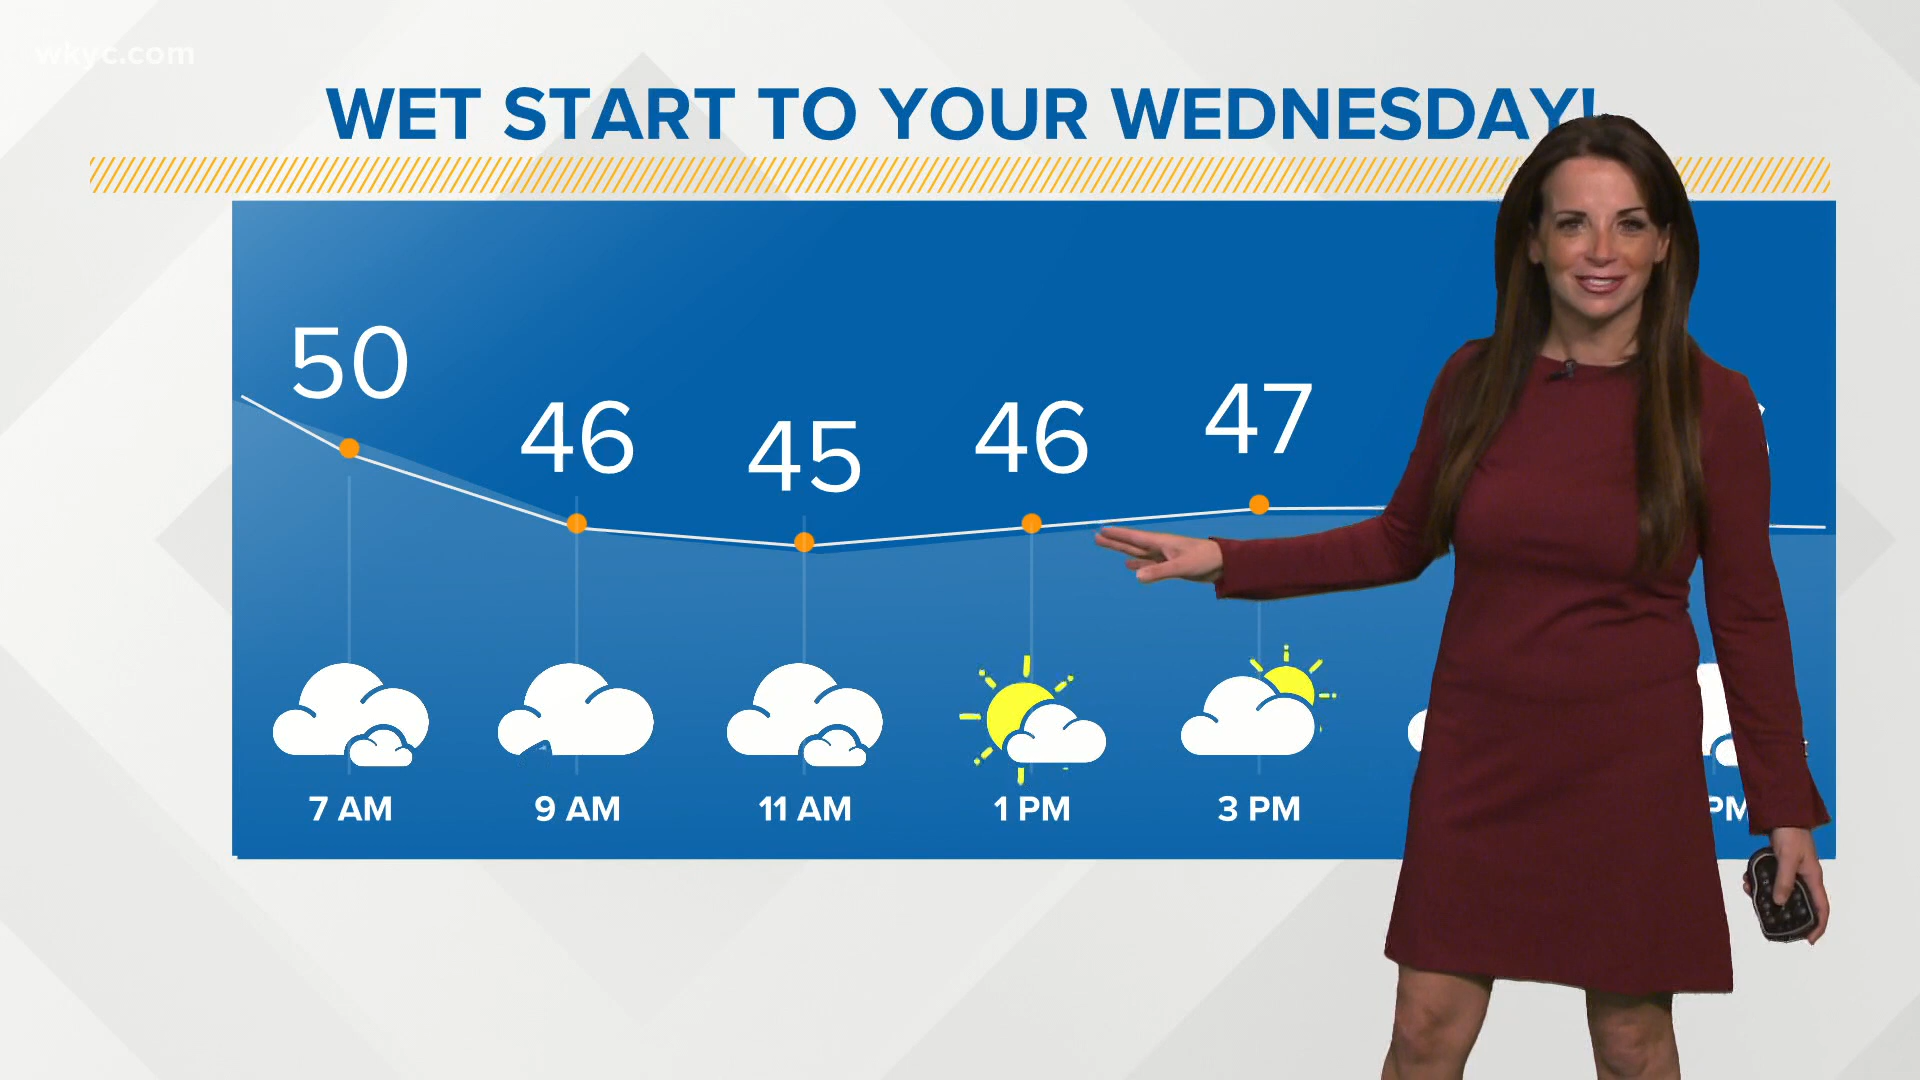 wkyc.com
WET START TO YOUR WEDNESDAY!
50 46 45 46 47
7 AM 9 AM 11 AM 1 PM 3 PM PM